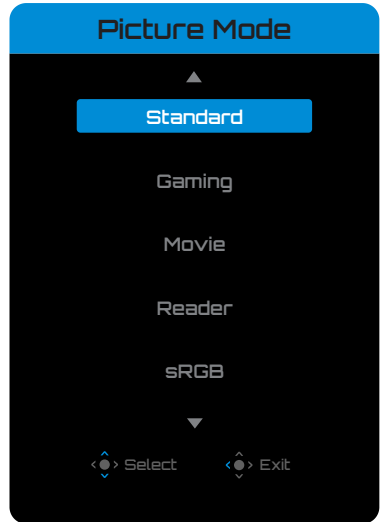 Picture Mode
Standard
Gaming
Movie
Reader
sRGB
Select Exit